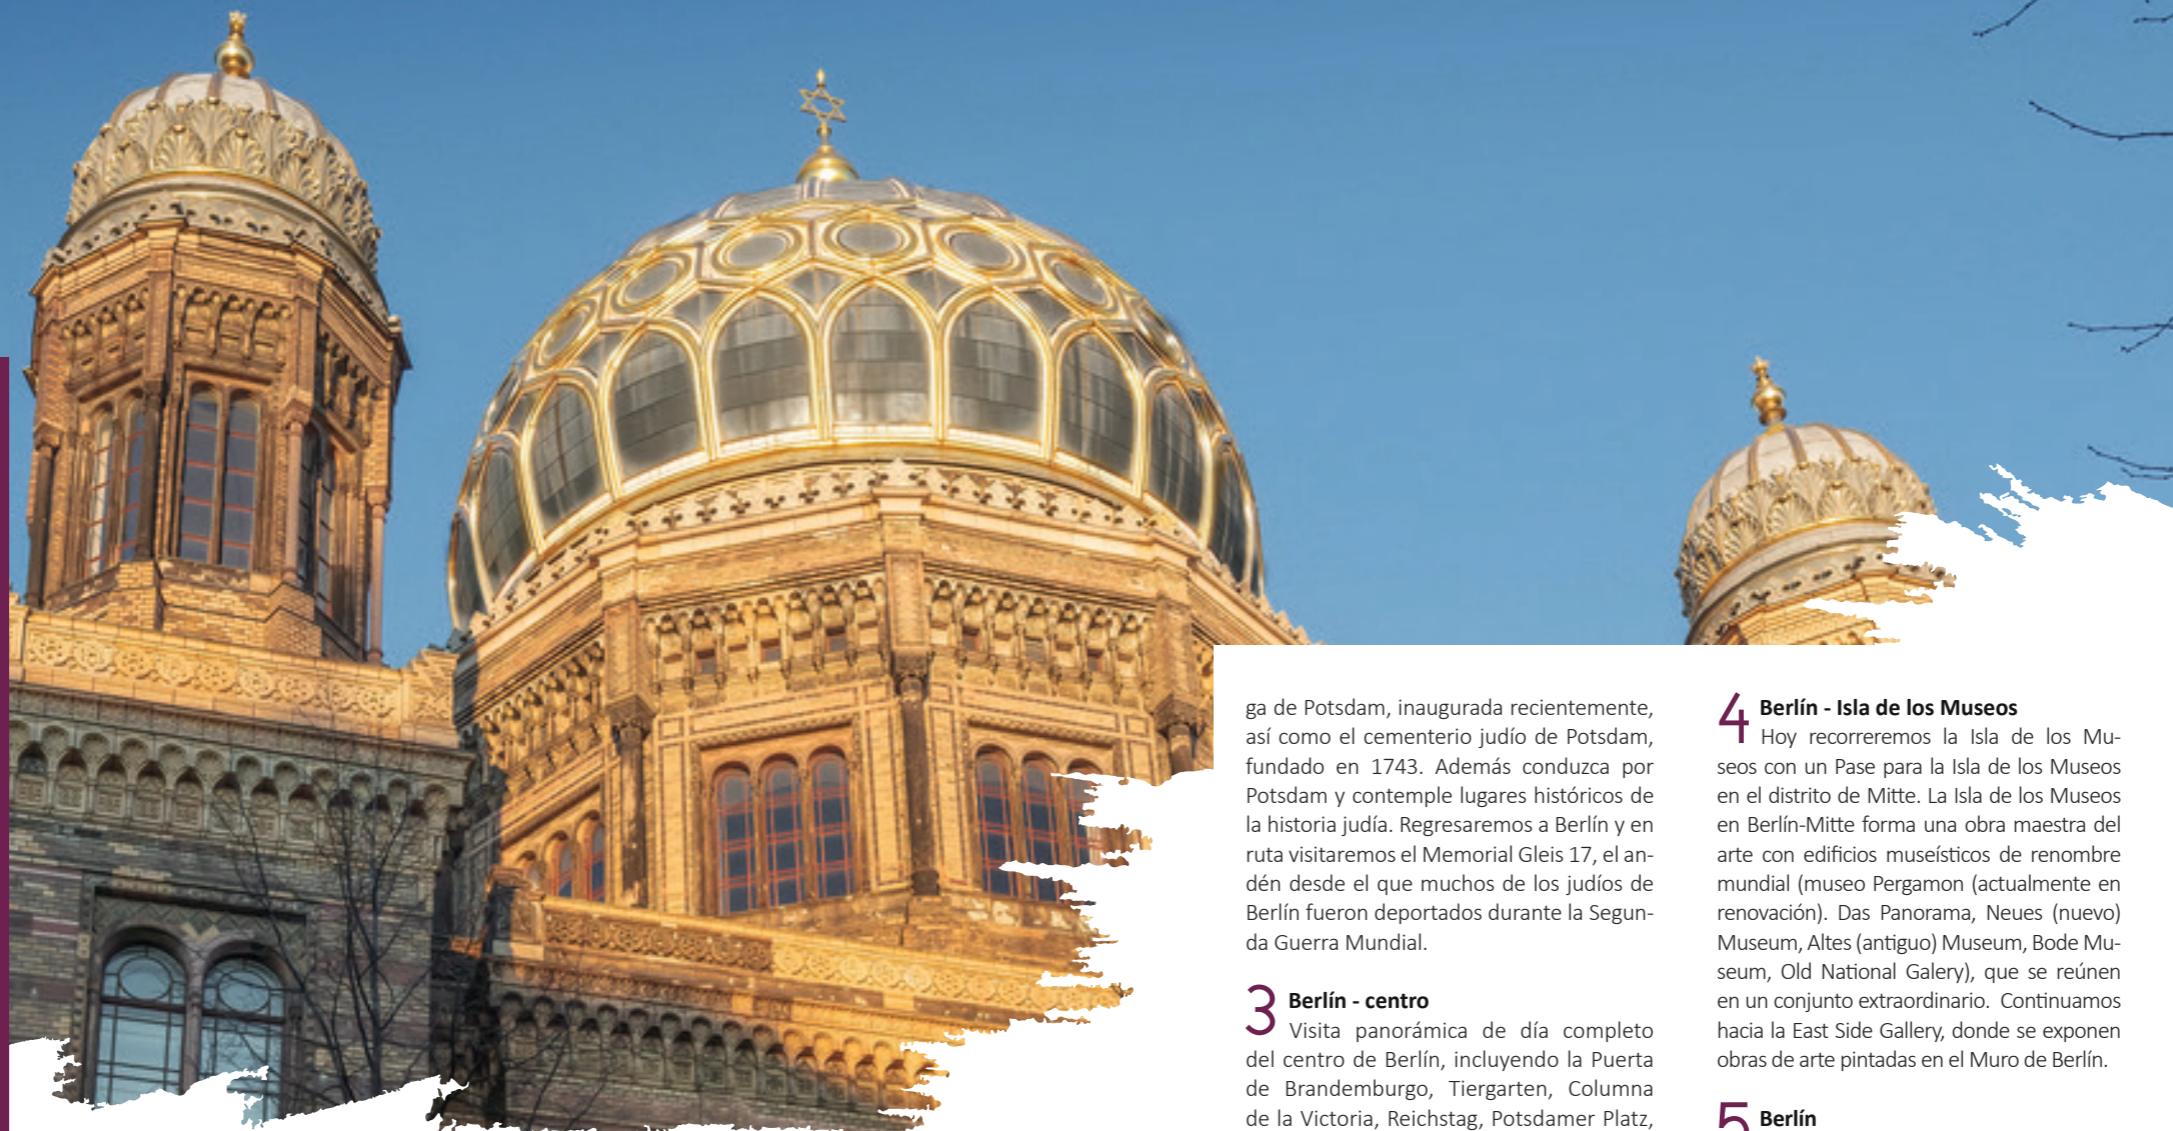 ga de Potsdam, inaugurada recientemente,
así como el cementerio judío de Potsdam,
fundado en 1743. Además conduzca por
Potsdam y contemple lugares históricos de
la historia judía. Regresaremos a Berlín y en
ruta visitaremos el Memorial Gleis 17, el an-
dén desde el que muchos de los judíos de
Berlín fueron deportados durante la Segun-
da Guerra Mundial.
3 Berlín - centro
Visita panorámica de día completo
del centro de Berlín, incluyendo la Puerta
de Brandemburgo, Tiergarten, Columna
de la Victoria, Reichstag, Potsdamer Platz,
4 Berlín - Isla de los Museos
Hoy recorreremos la Isla de los Mu-
seos con un Pase para la Isla de los Museos
en el distrito de Mitte. La Isla de los Museos
en Berlín-Mitte forma una obra maestra del
arte con edificios museísticos de renombre
mundial (museo Pergamon (actualmente en
renovación). Das Panorama, Neues (nuevo)
Museum, Altes (antiguo) Museum, Bode Mu-
seum, Old National Galery), que se reúnen
en un conjunto extraordinario. Continuamos
hacia la East Side Gallery, donde se exponen
obras de arte pintadas en el Muro de Berlín.
5 Berlín